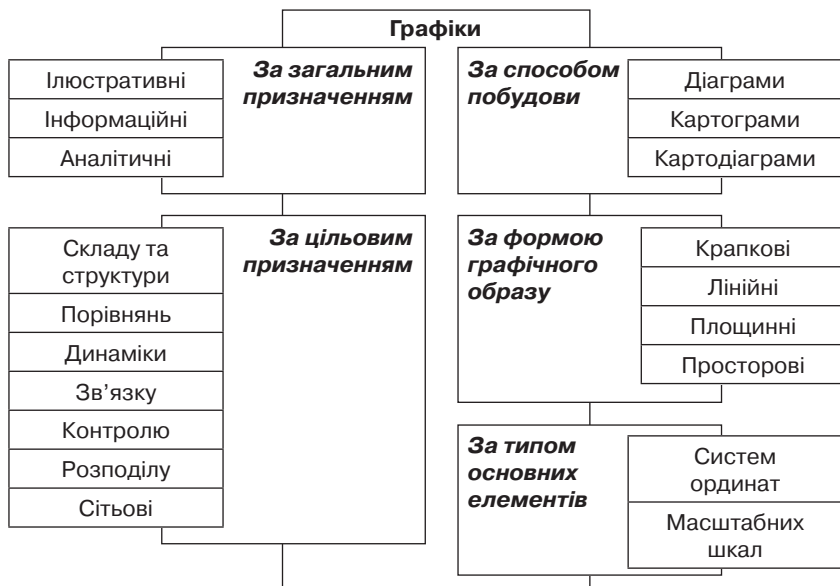 Графіки
За загальним
призначенням
Ілюстративні
Інформаційні
Аналітичні
За цільовим
призначенням
Складу та
структури
Порівнянь
Динаміки
Зв’язку
Контролю
Розподілу
Сітьові
За способом
побудови
Діаграми
Картограми
Картодіаграми
За формою
графічного
образу
Крапкові
Лінійні
Площинні
Просторові
За типом
основних
елементів
Систем
ординат
Масштабних
шкал